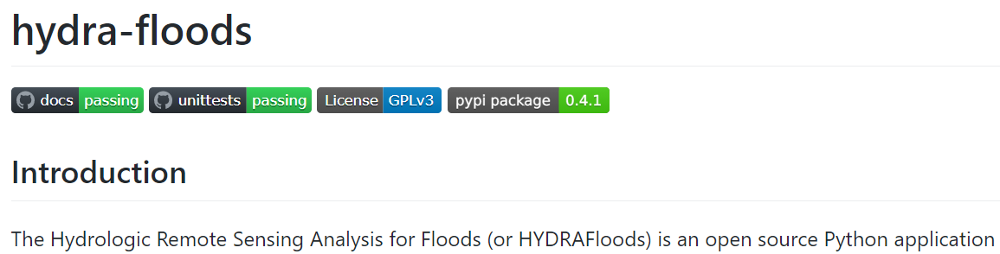 hydra-floods
docs passing unittests passing License GPLv3 pypi package 0.4.1
Introduction
The Hydrologic Remote Sensing Analysis for Floods (or HYDRAFloods) is an open source Python application